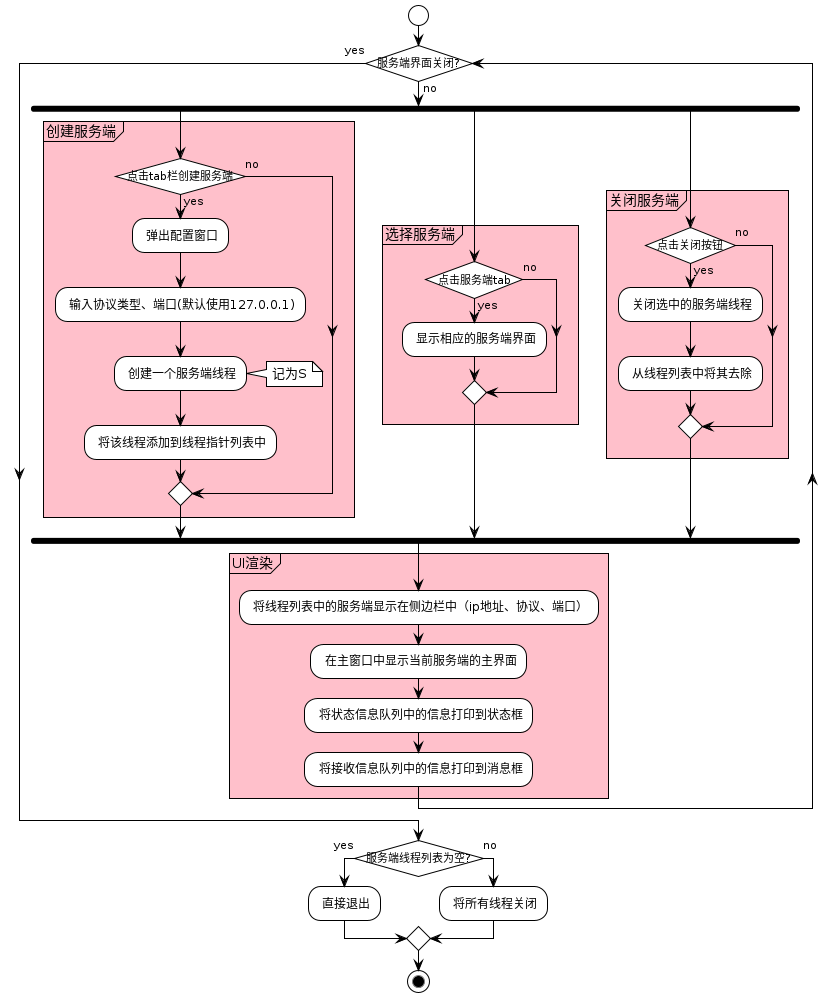 yes
服务端界面关闭?
no
创建服务端
点击tab栏创建服务端
no
yes
弹出配置窗口
输入协议类型、端口(默认使用127.0.0.1)
创建一个服务端线程
记为S
将该线程添加到线程指针列表中
选择服务端
点击服务端tab
no
yes
显示相应的服务端界面
关闭服务端
点击关闭按钮
no
yes
关闭选中的服务端线程
从线程列表中将其去除
UI渲染
将线程列表中的服务端显示在侧边栏中（ip地址、协议、端口）
在主窗口中显示当前服务端的主界面
将状态信息队列中的信息打印到状态框
将接收信息队列中的信息打印到消息框
yes
服务端线程列表为空?
no
直接退出
将所有线程关闭